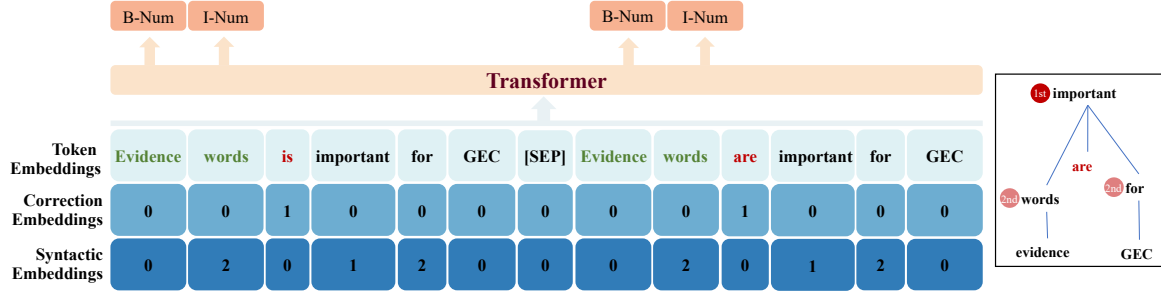 B-Num I-Num B-Num I-Num
Transformer
Token Embeddings Evidence words is important for GEC [SEP] Evidence words are important for GEC
Correction Embeddings 0 0 1 0 0 0 0 0 0 1 0 0 0
Syntactic Embeddings 0 2 0 1 2 0 0 0 2 0 1 2 0
1st important
are
2nd words 2nd for
evidence GEC